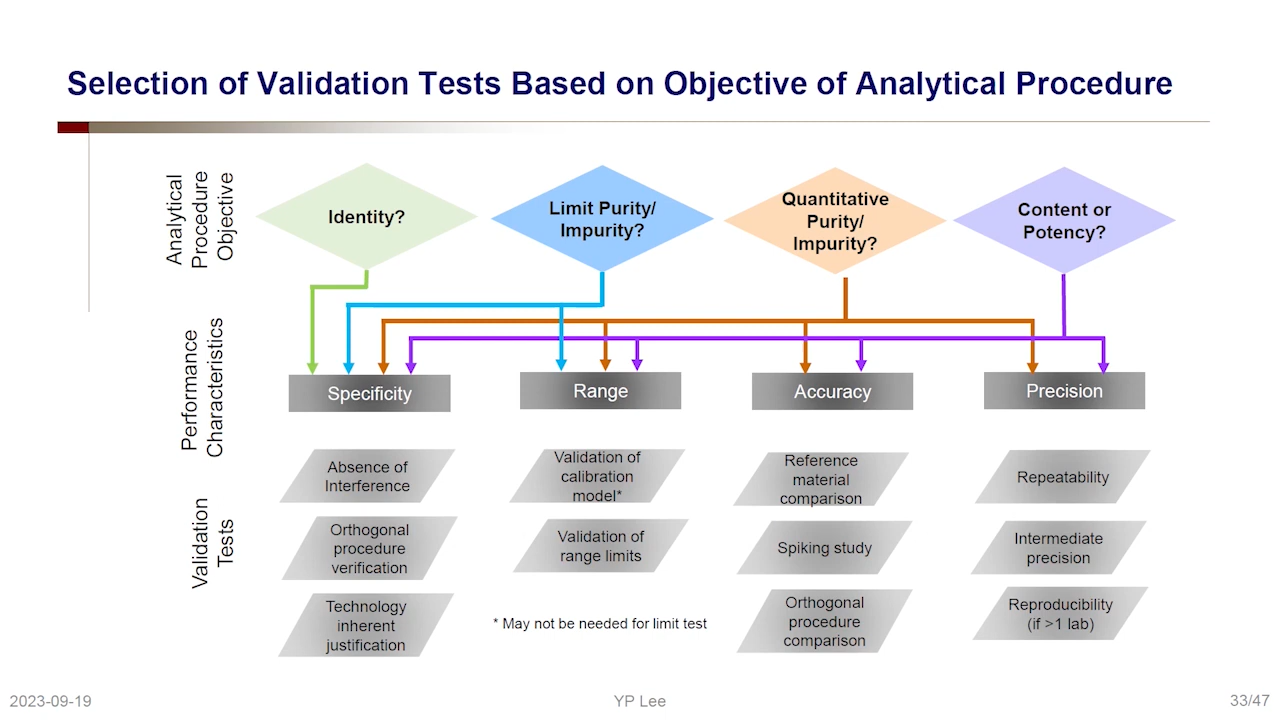 Selection of Validation Tests Based on Objective of Analytical Procedure
Analytical
Procedure
Objective
Identity?
Limit Purity/
Impurity?
Quantitative
Purity/
Impurity?
Content or
Potency?
Performance
Characteristics
Specificity
Range
Accuracy
Precision
Validation
Tests
Absence of
Interference
Orthogonal
procedure
verification
Technology
inherent
justification
Validation of
calibration
model*
Validation of
range limits
* May not be needed for limit test
Reference
material
comparison
Spiking study
Orthogonal
procedure
comparison
Repeatability
Intermediate
precision
Reproducibility
(if >1 lab)
2023-09-19
YP Lee
33/47